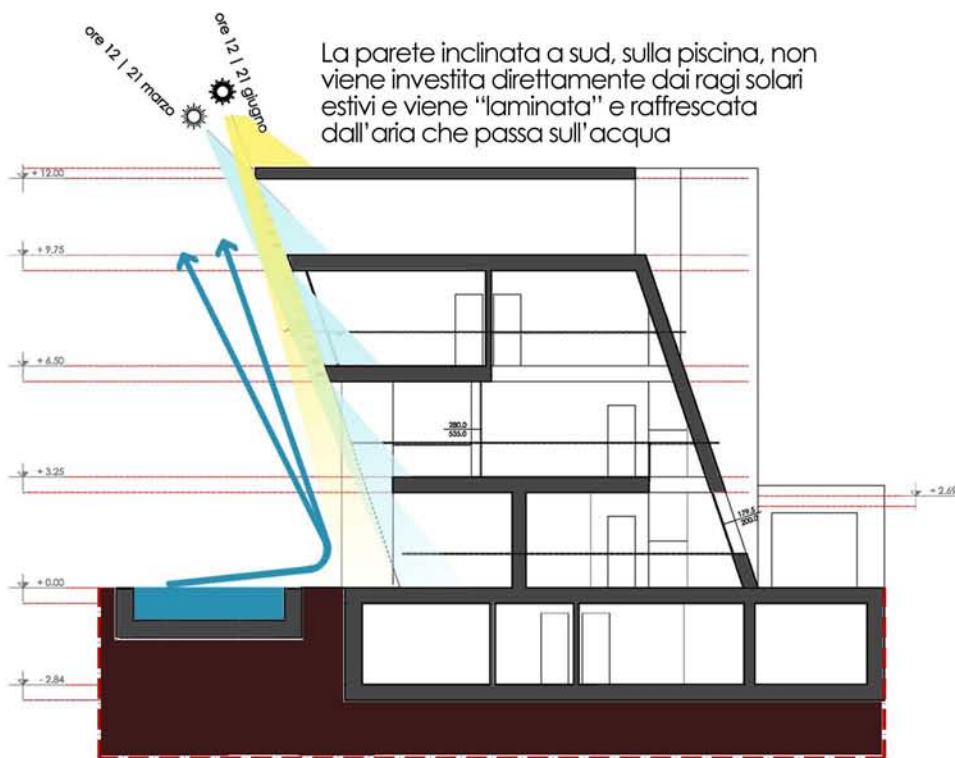 ore 12 | 21 marzo
ore 12 | 21 giugno
La parete inclinata a sud, sulla piscina, non
viene investita direttamente dai ragi solari
estivi e viene “laminata” e raffrescata
dall'aria che passa sull'acqua
+ 12.00
+ 9.75
+ 6.50
280.0
535.0
+ 3.25
+ 2.69
179.5
200.0
+ 0.00
- 2.84